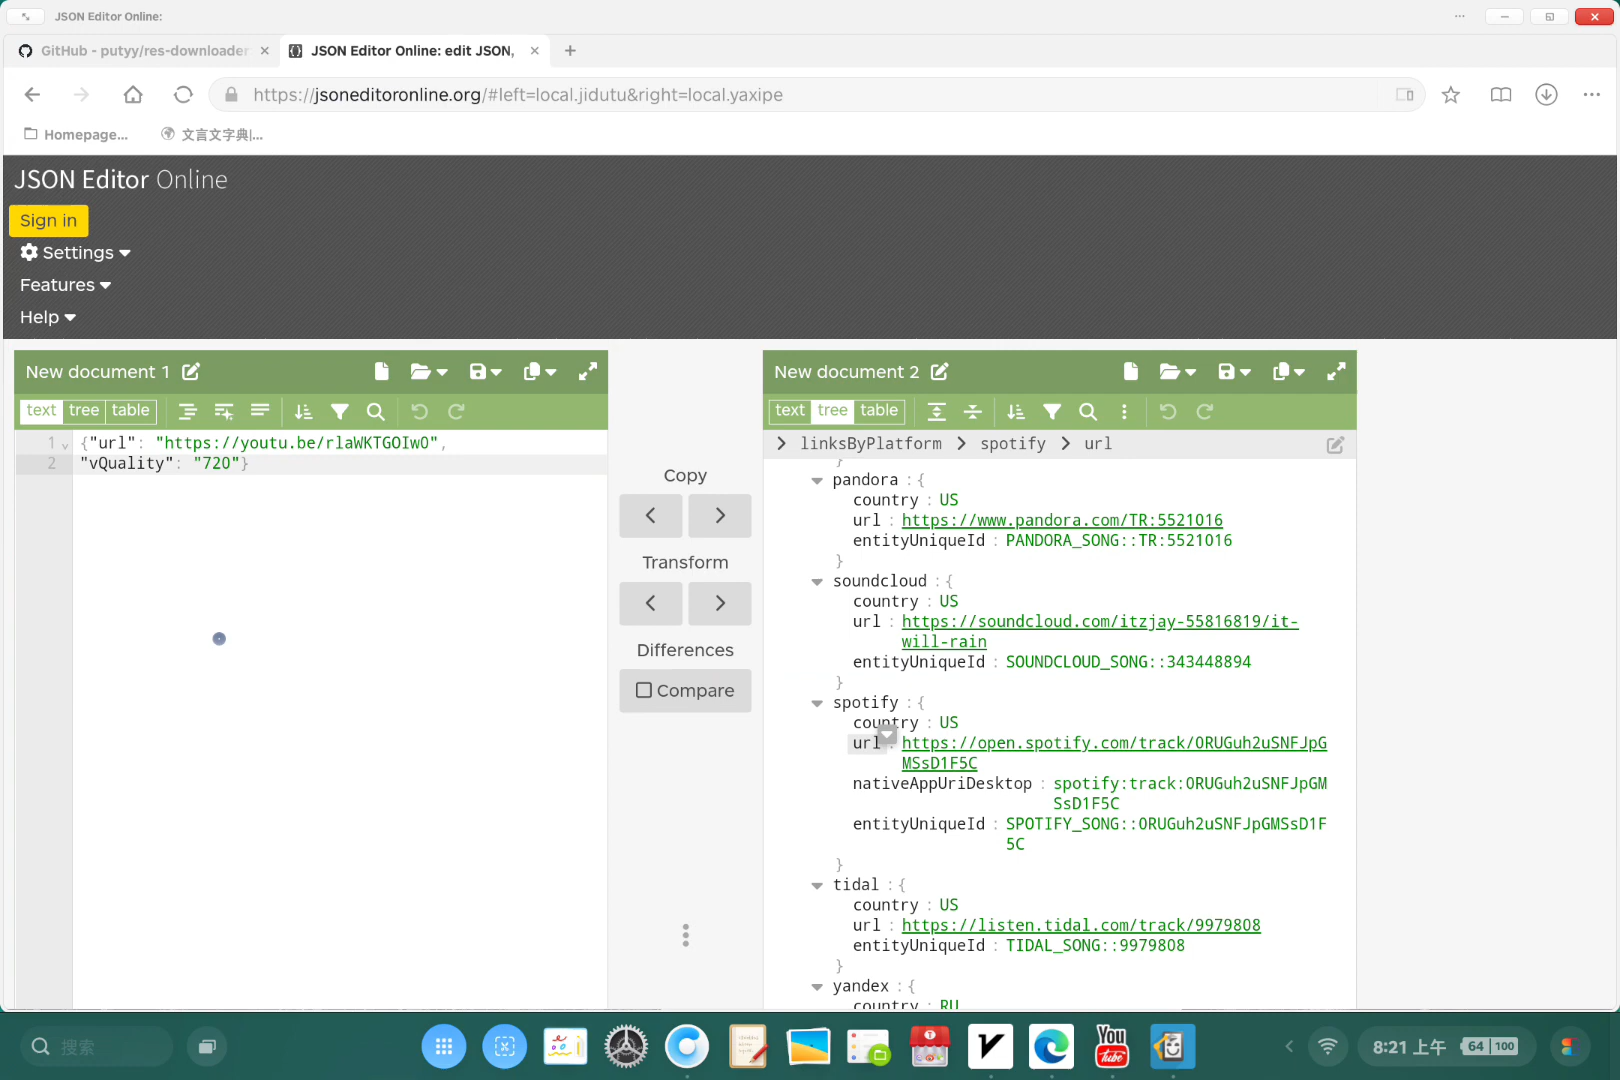 JSON Editor Online:
GitHub - putyy/res-downloader
JSON Editor Online: edit JSON,
https://jsoneditoronline.org/#left=local.jidutu&right=local.yaxipe
Homepage...
文言文字典|...
JSON Editor Online
Sign in
Settings
Features
Help
New document 1
text tree table
1 {"url": "https://youtu.be/rlaWKTGOIw0",
2 "vQuality": "720"}
Copy
Transform
Differences
Compare
New document 2
text tree table
linksByPlatform > spotify > url
}
pandora : {
country : US
url : https://www.pandora.com/TR:5521016
entityUniqueId : PANDORA_SONG::TR:5521016
}
soundcloud : {
country : US
url : https://soundcloud.com/itzjay-55816819/it-
will-rain
entityUniqueId : SOUNDCLOUD_SONG::343448894
}
spotify : {
country : US
url : https://open.spotify.com/track/0RUGuh2uSNFJpG
MSsD1F5C
nativeAppUriDesktop : spotify:track:0RUGuh2uSNFJpGM
SsD1F5C
entityUniqueId : SPOTIFY_SONG::0RUGuh2uSNFJpGMSsD1F
5C
}
tidal : {
country : US
url : https://listen.tidal.com/track/9979808
entityUniqueId : TIDAL_SONG::9979808
}
yandex : {
country : RU
搜索
You
Tube
8:21 上午
64 100